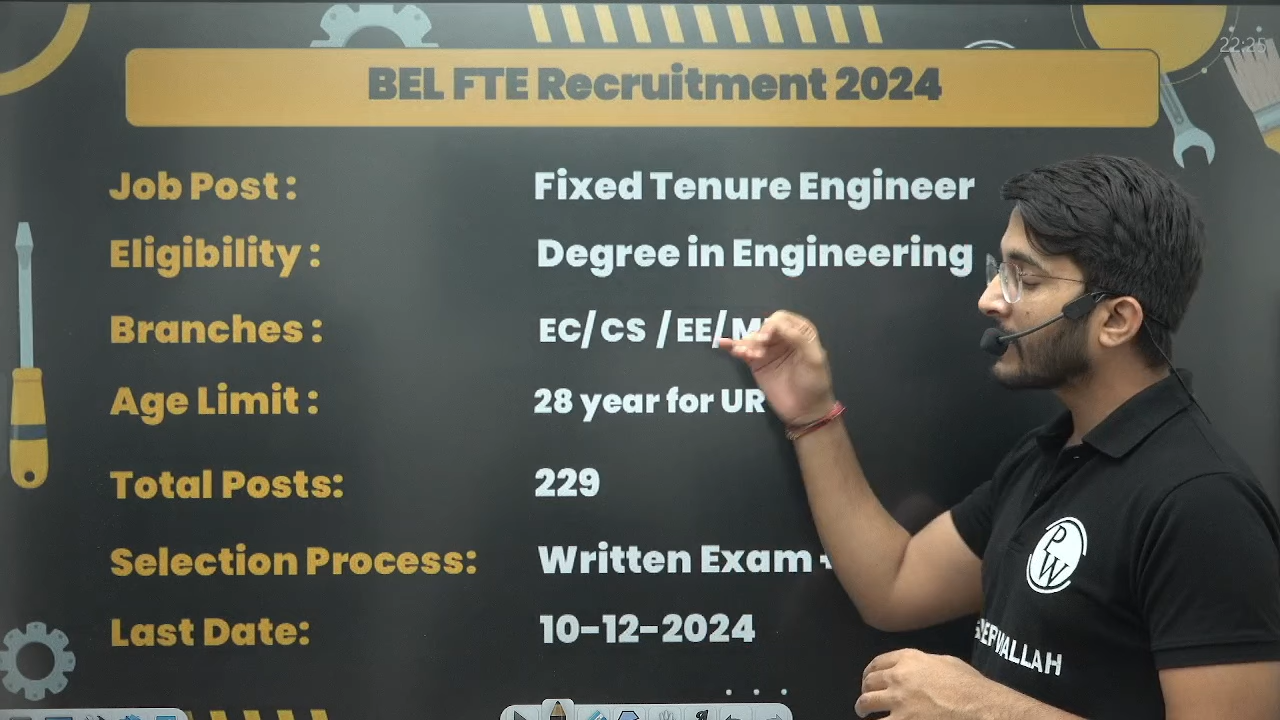 BEL FTE Recruitment 2024
22:25
Job Post : Fixed Tenure Engineer
Eligibility : Degree in Engineering
Branches : EC/ CS / EE/
Age Limit : 28 year for UR
Total Posts: 229
Selection Process: Written Exam
Last Date: 10-12-2024
PW